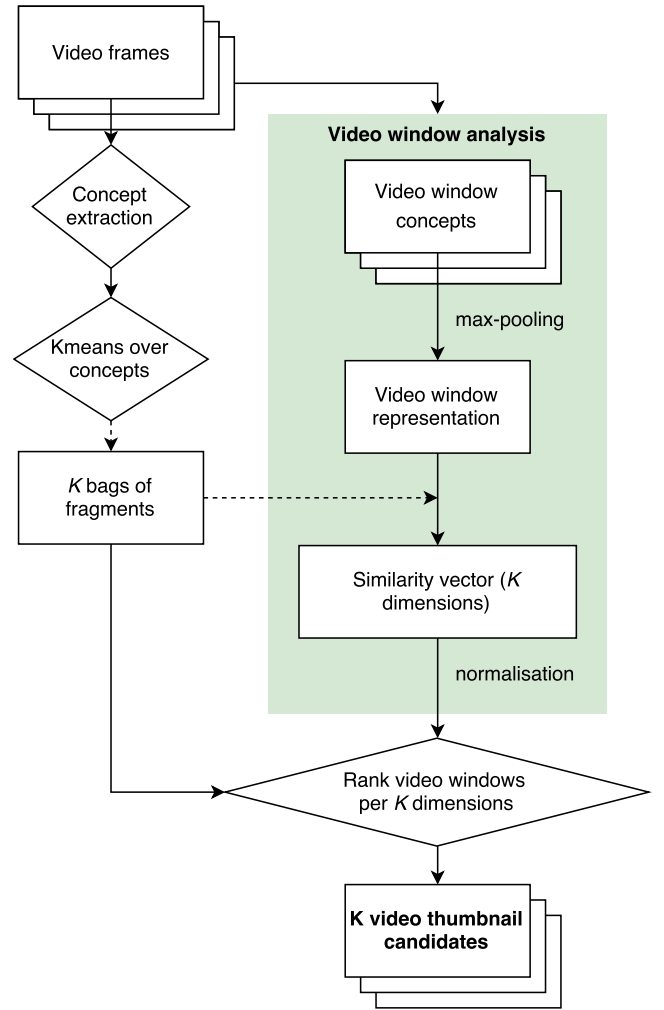 Video frames
Concept
extraction
Kmeans over
concepts
K bags of
fragments
Video window analysis
Video window
concepts
max-pooling
Video window
representation
Similarity vector (K
dimensions)
normalisation
Rank video windows
per K dimensions
K video thumbnail
candidates